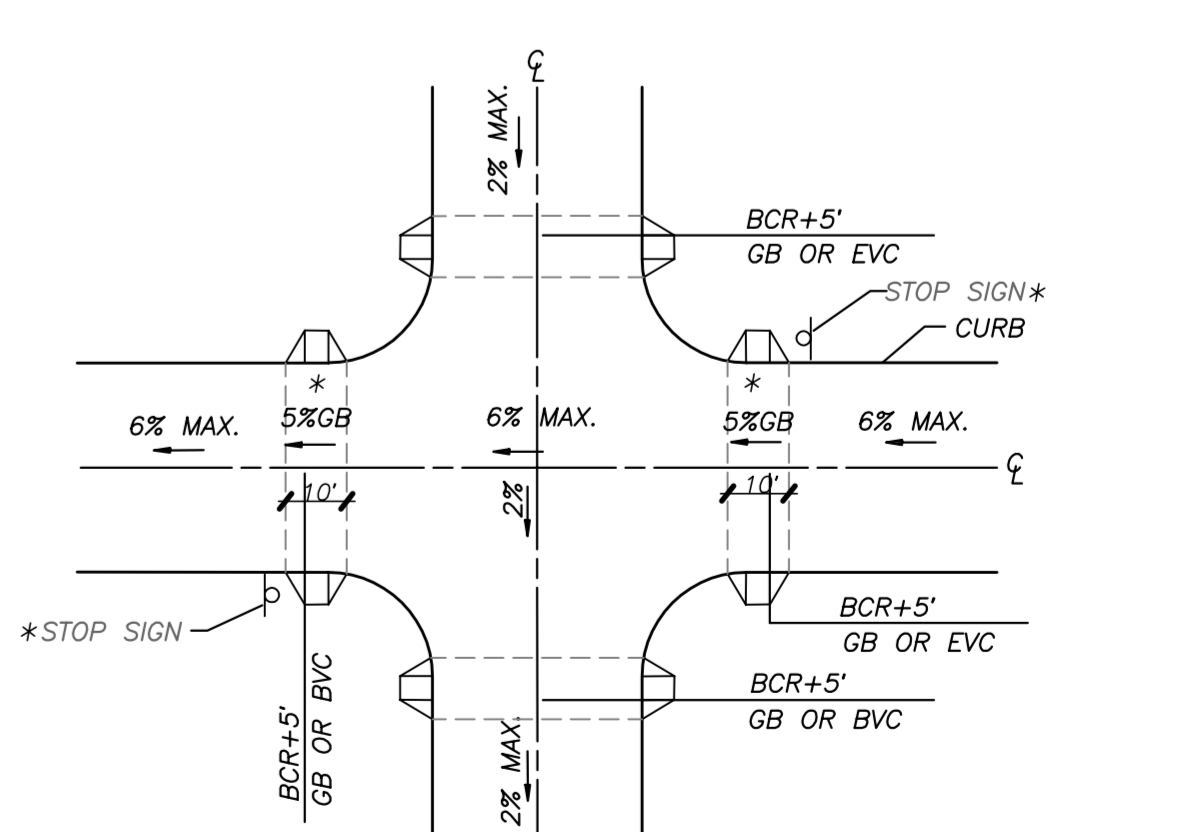 ℄
2% MAX.
BCR+5'
GB OR EVC
STOP SIGN*
CURB
*
*
6% MAX.
5%GB
6% MAX.
5%GB
6% MAX.
℄
10'
2%
10'
*STOP SIGN
BCR+5'
GB OR EVC
BCR+5'
GB OR BVC
BCR+5'
GB OR BVC
2% MAX.